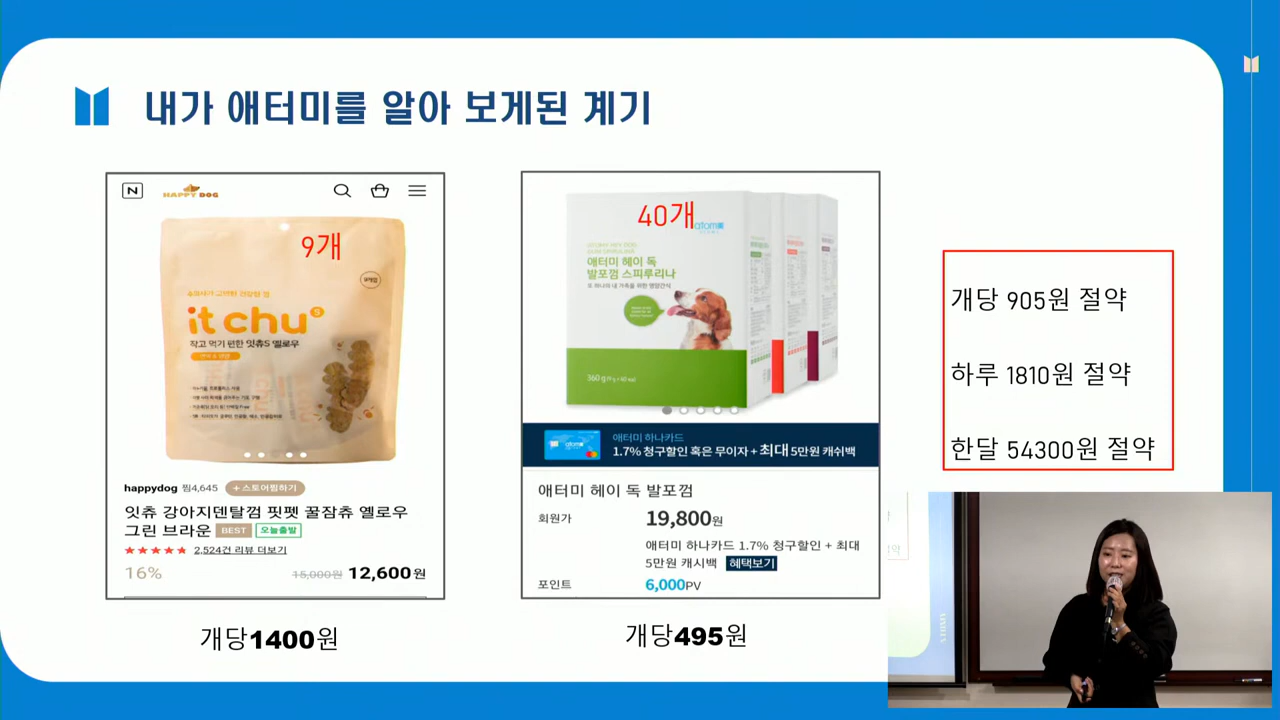 내가 애터미를 알아 보게된 계기
N
HAPPY DOG
9개
it chu
작고 먹기 편한 잇츄S 옐로우
happydog 찜4,645 +스토어찜하기
잇츄 강아지덴탈껌 핏펫 꿀잠츄 옐로우
그린 브라운 BEST 오늘출발
2,524건 리뷰 더보기
16% 15,000원 12,600원
개당1400원
40개
atom美
애터미 헤이 독
발포껌 스피루리나
360 g
애터미 하나카드
1.7% 청구할인 혹은 무이자 + 최대 5만원 캐쉬백
애터미 헤이 독 발포껌
회원가 19,800원
애터미 하나카드 1.7% 청구할인 + 최대
5만원 캐시백 혜택보기
포인트 6,000PV
개당495원
개당 905원 절약
하루 1810원 절약
한달 54300원 절약